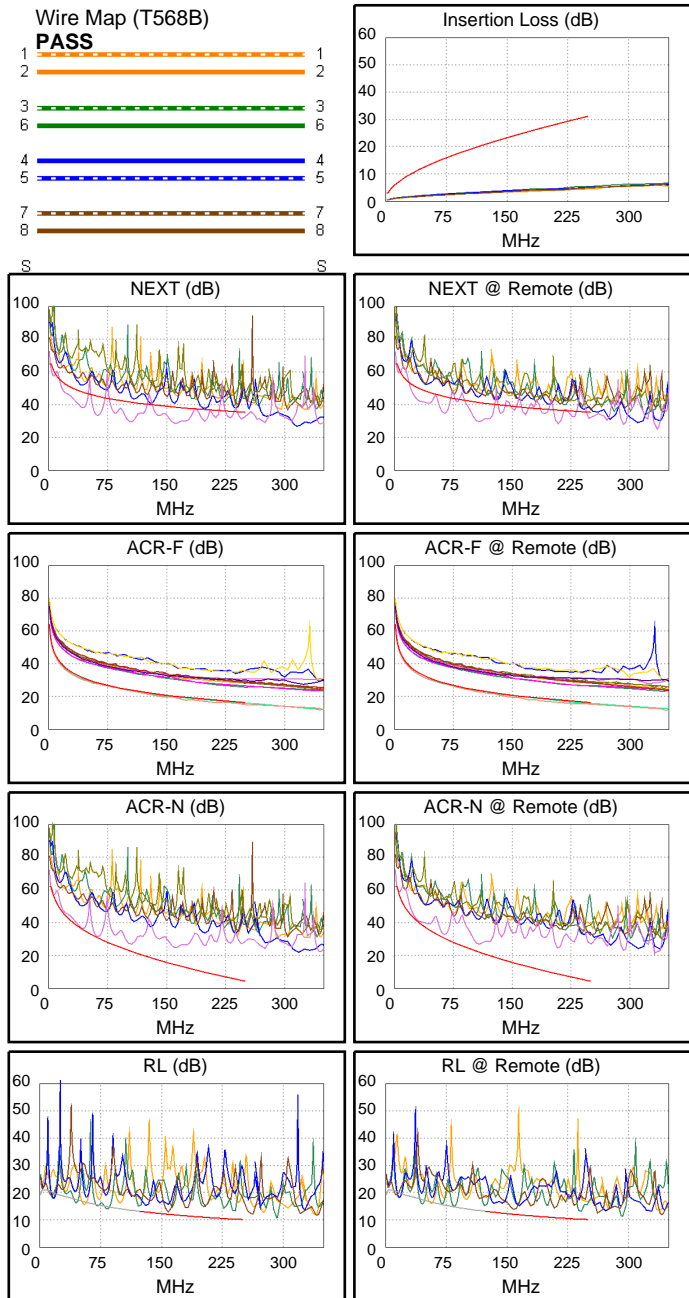 Wire Map (T568B)
PASS
1 1
2 2
3 3
6 6
4 4
5 5
7 7
8 8
S S
Insertion Loss (dB)
60
50
40
30
20
10
0
0 75 150 225 300
MHz
NEXT (dB)
100
80
60
40
20
0
0 75 150 225 300
MHz
NEXT @ Remote (dB)
100
80
60
40
20
0
0 75 150 225 300
MHz
ACR-F (dB)
100
80
60
40
20
0
0 75 150 225 300
MHz
ACR-F @ Remote (dB)
100
80
60
40
20
0
0 75 150 225 300
MHz
ACR-N (dB)
100
80
60
40
20
0
0 75 150 225 300
MHz
ACR-N @ Remote (dB)
100
80
60
40
20
0
0 75 150 225 300
MHz
RL (dB)
60
50
40
30
20
10
0
0 75 150 225 300
MHz
RL @ Remote (dB)
60
50
40
30
20
10
0
0 75 150 225 300
MHz